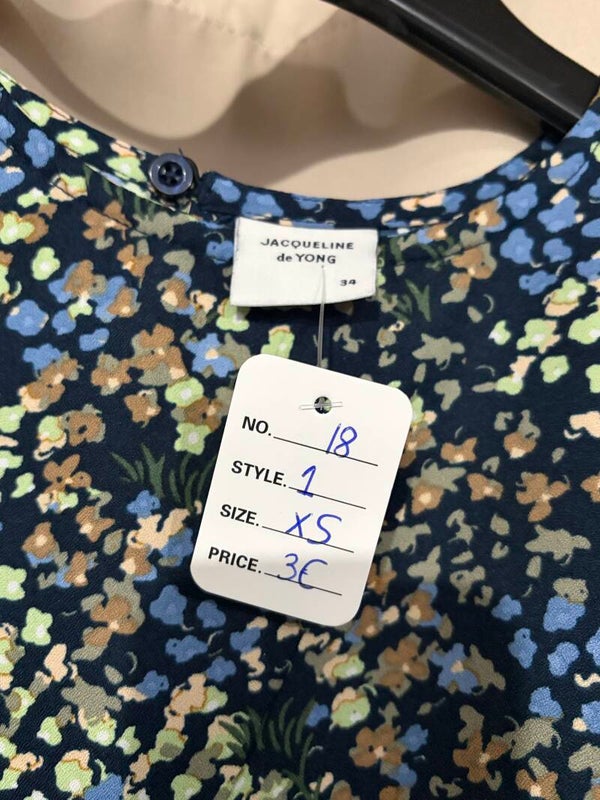 JACQUELINE
de YONG
34
NO. 18
STYLE. 1
SIZE. XS
PRICE. 3€